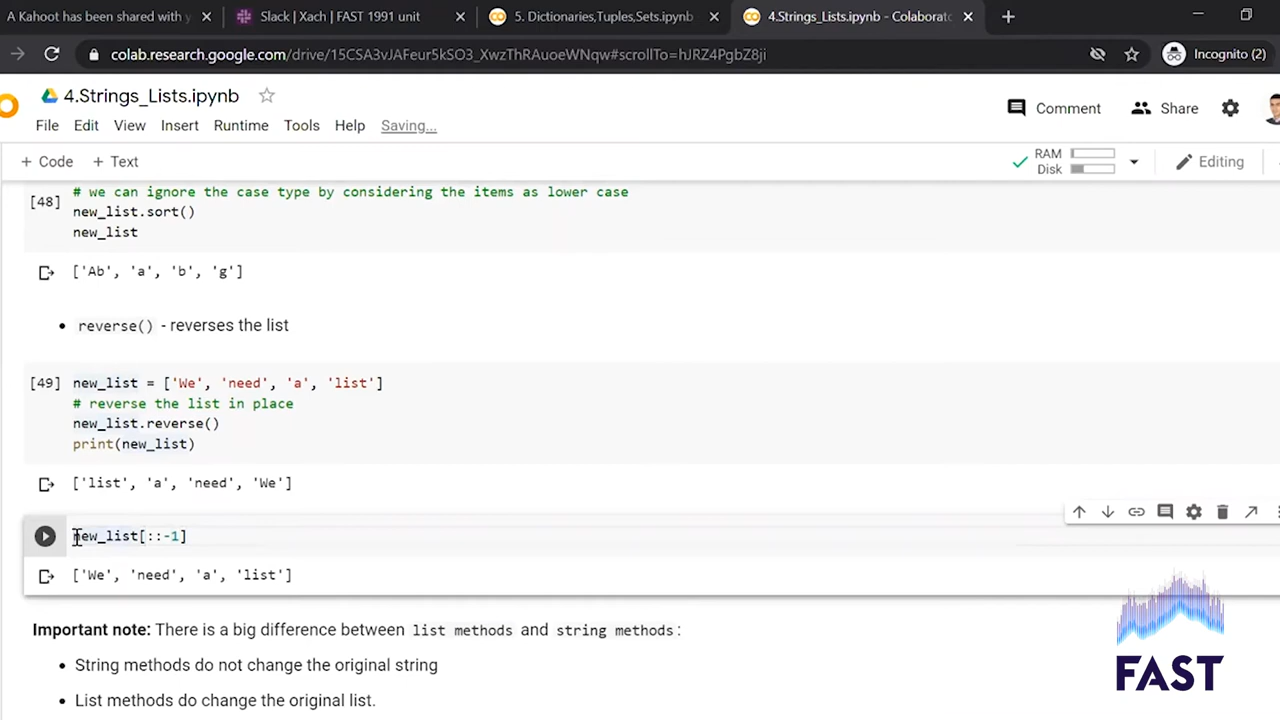 A Kahoot has been shared with y
Slack | Xach | FAST 1991 unit
5. Dictionaries,Tuples,Sets.ipynb
4.Strings_Lists.ipynb - Colaborato
colab.research.google.com/drive/15CSA3vJAFeur5kSO3_XwzThRAuoeWNqw#scrollTo=hJRZ4PgbZ8ji
Incognito (2)
4.Strings_Lists.ipynb
Comment
Share
File Edit View Insert Runtime Tools Help Saving...
+ Code + Text
RAM
Disk
Editing
# we can ignore the case type by considering the items as lower case
[48]
new_list.sort()
new_list
['Ab', 'a', 'b', 'g']
• reverse() - reverses the list
[49] new_list = ['We', 'need', 'a', 'list']
# reverse the list in place
new_list.reverse()
print(new_list)
['list', 'a', 'need', 'We']
new_list[::-1]
['We', 'need', 'a', 'list']
Important note: There is a big difference between list methods and string methods:
• String methods do not change the original string
• List methods do change the original list.
FAST